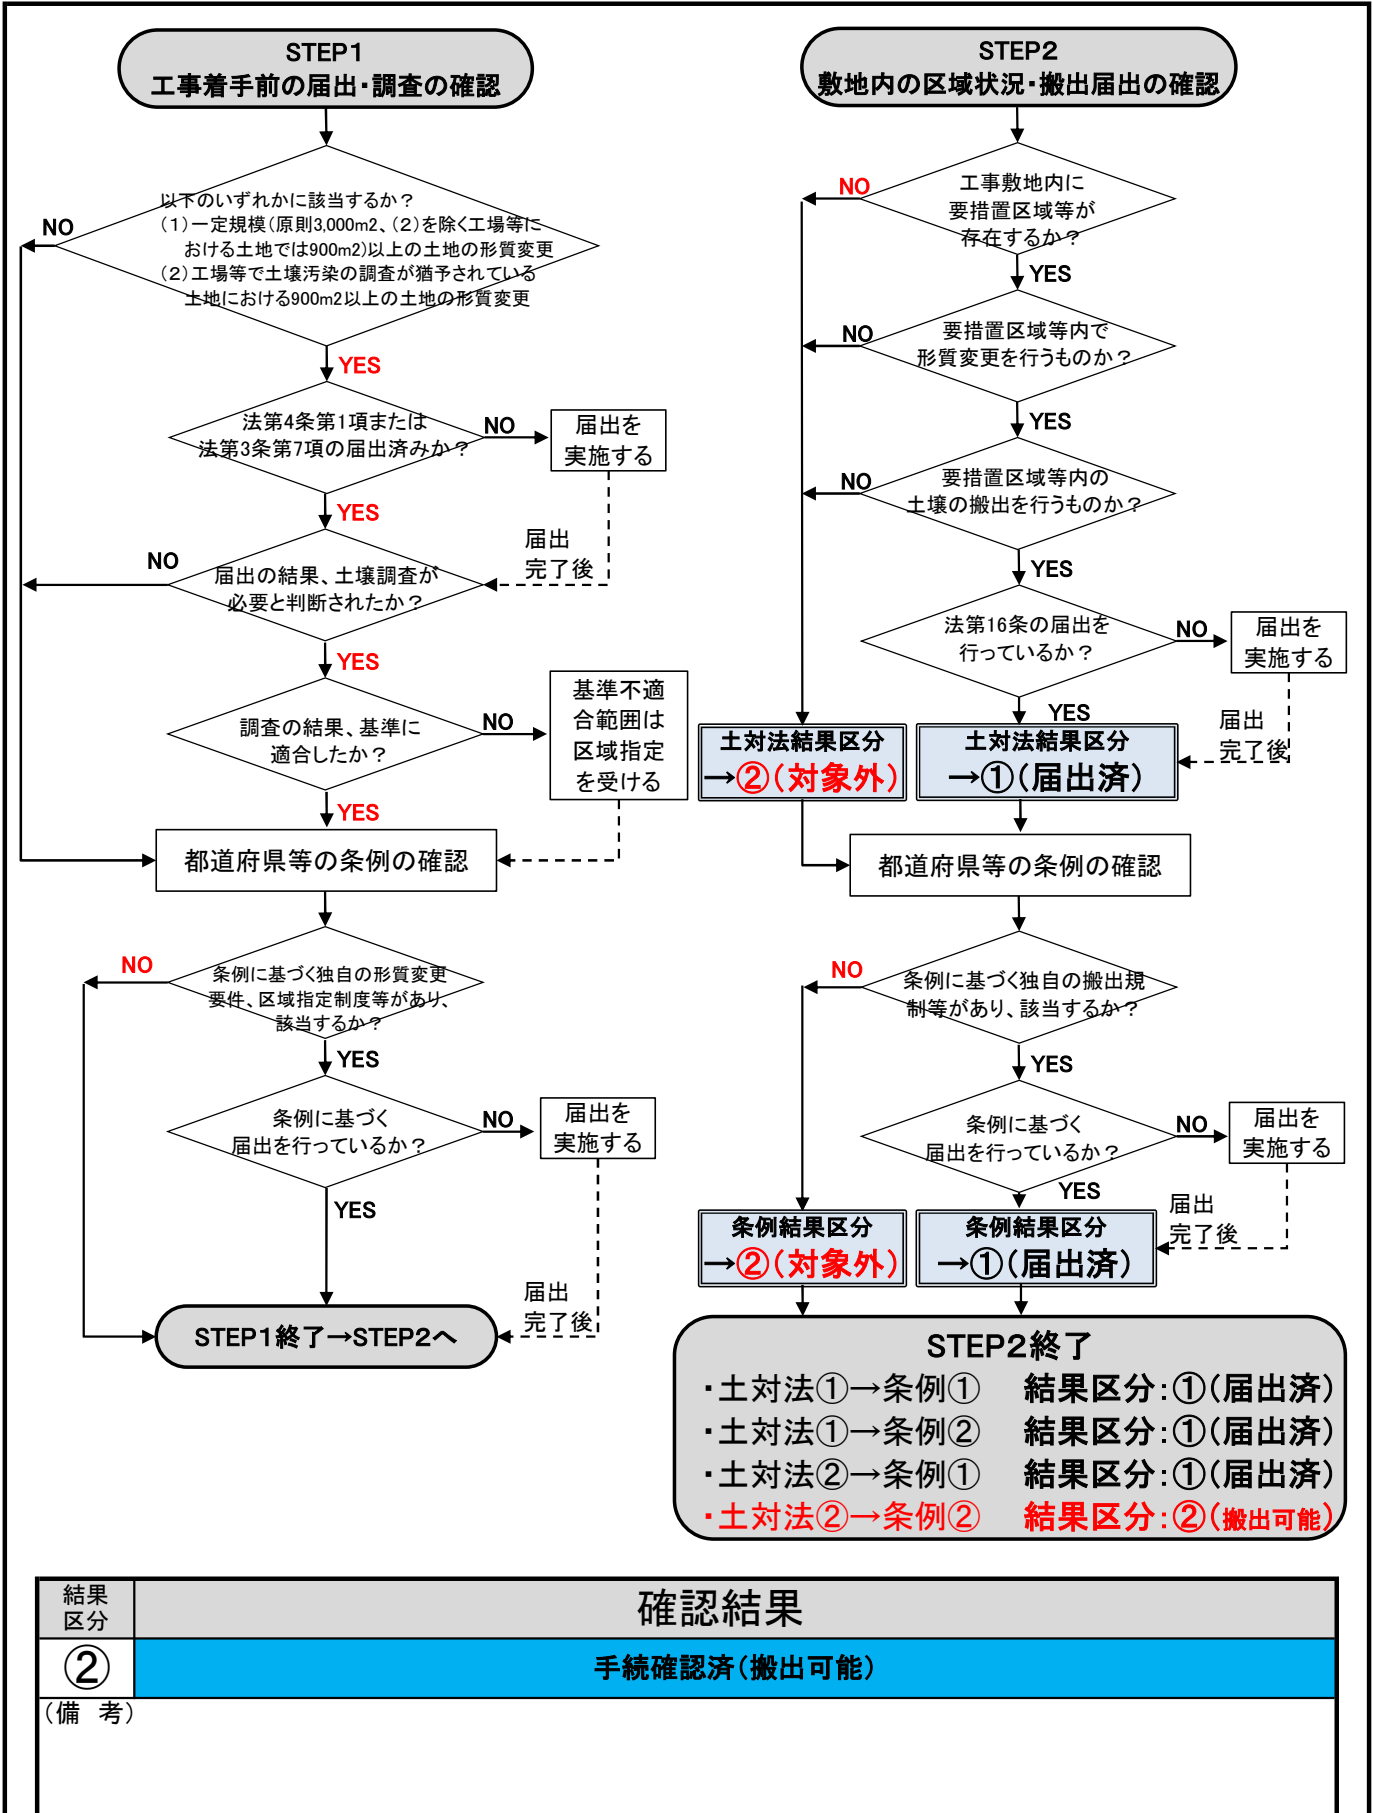 STEP1
工事着手前の届出・調査の確認
以下のいずれかに該当するか？
（1）一定規模（原則3,000m2、（2）を除く工場等に
おける土地では900m2）以上の土地の形質変更
（2）工場等で土壌汚染の調査が猶予されている
土地における900m2以上の土地の形質変更
NO
YES
法第4条第1項または
法第3条第7項の届出済みか？
NO
届出を
実施する
YES
届出
完了後
NO
届出の結果、土壌調査が
必要と判断されたか？
YES
調査の結果、基準に
適合したか？
NO
基準不適
合範囲は
区域指定
を受ける
YES
都道府県等の条例の確認
NO
条例に基づく独自の形質変更
要件、区域指定制度等があり、
該当するか？
YES
条例に基づく
届出を行っているか？
NO
届出を
実施する
YES
届出
完了後
STEP1終了→STEP2へ
STEP2
敷地内の区域状況・搬出届出の確認
NO
工事敷地内に
要措置区域等が
存在するか？
YES
NO
要措置区域等内で
形質変更を行うものか？
YES
NO
要措置区域等内の
土壌の搬出を行うものか？
YES
法第16条の届出を
行っているか？
NO
届出を
実施する
YES
届出
完了後
土対法結果区分
→②（対象外）
土対法結果区分
→①（届出済）
都道府県等の条例の確認
NO
条例に基づく独自の搬出規
制等があり、該当するか？
YES
条例に基づく
届出を行っているか？
NO
届出を
実施する
YES
届出
完了後
条例結果区分
→②（対象外）
条例結果区分
→①（届出済）
STEP2終了
・土対法①→条例① 結果区分：①（届出済）
・土対法①→条例② 結果区分：①（届出済）
・土対法②→条例① 結果区分：①（届出済）
・土対法②→条例② 結果区分：②（搬出可能）
結果
区分
確認結果
②
手続確認済（搬出可能）
（備　考）